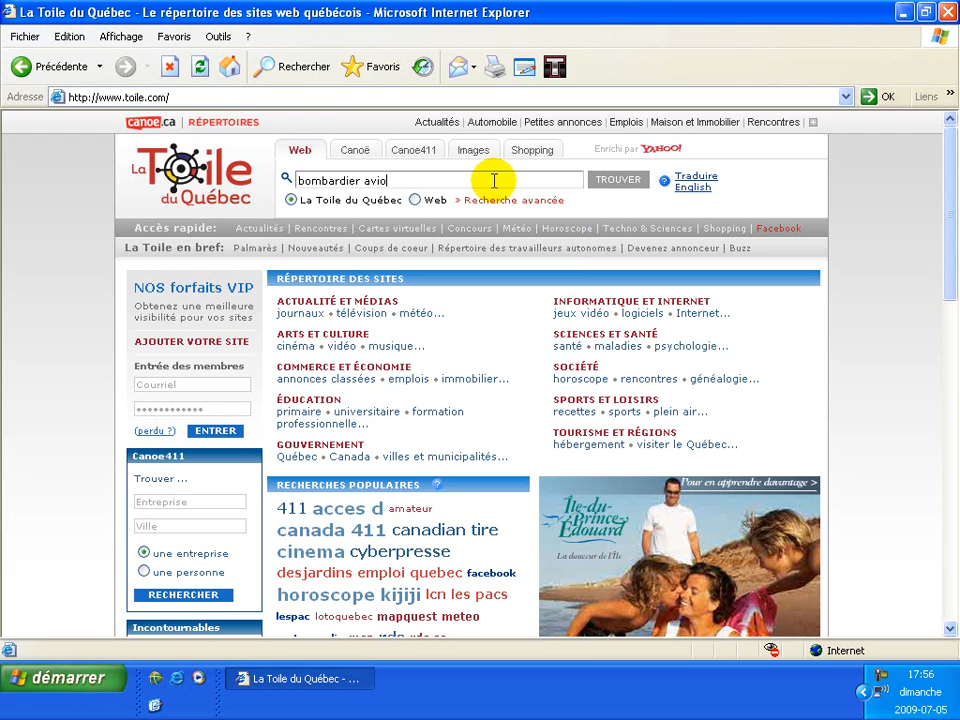 La Toile du Québec - Le répertoire des sites web québécois - Microsoft Internet Explorer
Fichier Edition Affichage Favoris Outils ?
Précédente Rechercher Favoris
Adresse http://www.toile.com/ OK Liens »
canoe.ca | RÉPERTOIRES Actualités | Automobile | Petites annonces | Emplois | Maison et Immobilier | Rencontres |
La Toile du Québec
Web Canoë Canoe411 Images Shopping Enrichi par YAHOO!
bombardier avio TROUVER ? Traduire English
La Toile du Québec Web » Recherche avancée
Accès rapide: Actualités | Rencontres | Cartes virtuelles | Concours | Météo | Horoscope | Techno & Sciences | Shopping | Facebook
La Toile en bref: Palmarès | Nouveautés | Coups de coeur | Répertoire des travailleurs autonomes | Devenez annonceur | Buzz
NOS forfaits VIP
Obtenez une meilleure
visibilité pour vos sites
AJOUTER VOTRE SITE
Entrée des membres
Courriel
••••••••••••
(perdu ?) ENTRER
Canoe411
Trouver ...
Entreprise
Ville
une entreprise
une personne
RECHERCHER
Incontournables
RÉPERTOIRE DES SITES
ACTUALITÉ ET MÉDIAS
journaux • télévision • météo...
ARTS ET CULTURE
cinéma • vidéo • musique...
COMMERCE ET ÉCONOMIE
annonces classées • emplois • immobilier...
ÉDUCATION
primaire • universitaire • formation
professionnelle...
GOUVERNEMENT
Québec • Canada • villes et municipalités...
INFORMATIQUE ET INTERNET
jeux vidéo • logiciels • Internet...
SCIENCES ET SANTÉ
santé • maladies • psychologie...
SOCIÉTÉ
horoscope • rencontres • généalogie...
SPORTS ET LOISIRS
recettes • sports • plein air...
TOURISME ET RÉGIONS
hébergement • visiter le Québec...
RECHERCHES POPULAIRES ?
411 acces d amateur
canada 411 canadian tire
cinema cyberpresse
desjardins emploi quebec facebook
horoscope kijiji lcn les pacs
lespac lotoquebec mapquest meteo
Pour en apprendre davantage >
Île-du-
Prince
Édouard
La douceur de l'Île
Internet
démarrer La Toile du Québec - ... 17:56
dimanche
2009-07-05